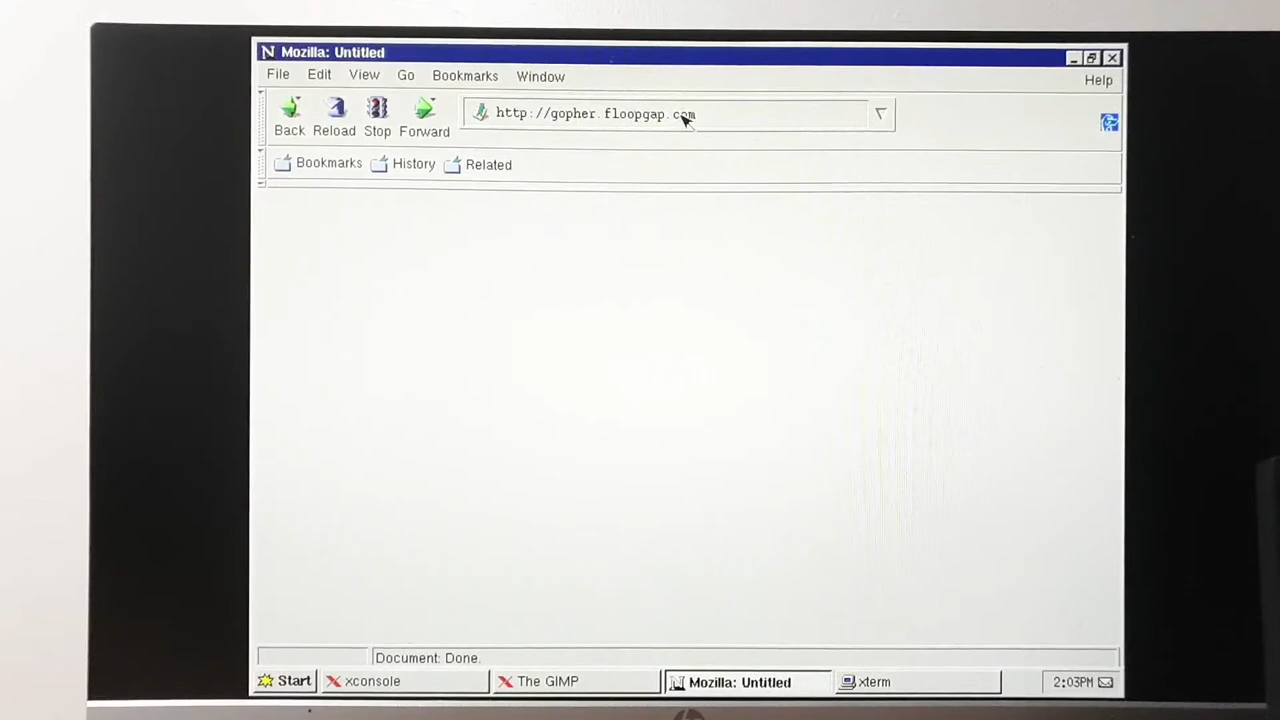 N Mozilla: Untitled
File Edit View Go Bookmarks Window Help
http://gopher.floopgap.com
Back Reload Stop Forward
Bookmarks History Related
Document: Done.
Start xconsole The GIMP Mozilla: Untitled xterm 2:03PM
hp